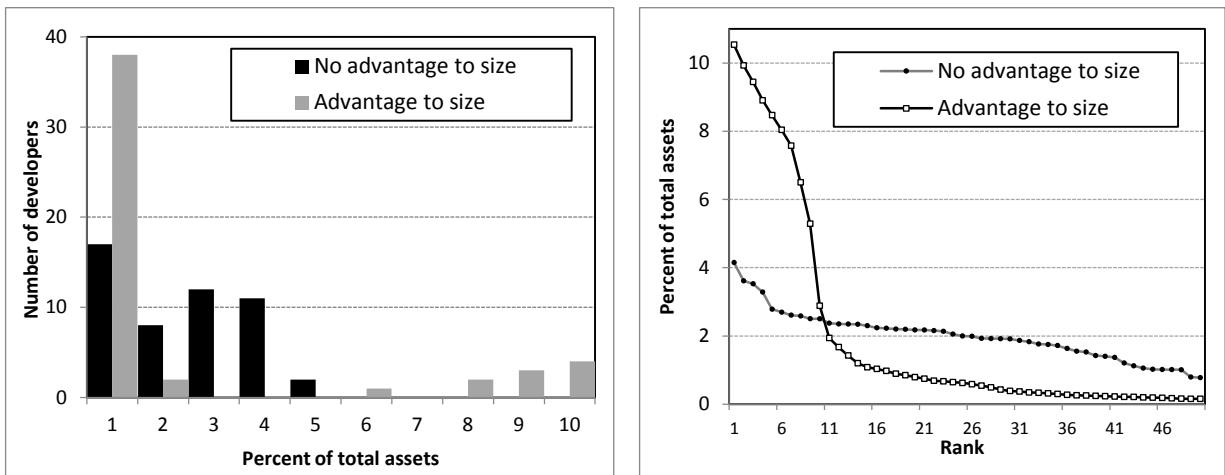 40
30
20
10
0
Number of developers
No advantage to size
Advantage to size
1 2 3 4 5 6 7 8 9 10
Percent of total assets
10
8
6
4
2
0
Percent of total assets
No advantage to size
Advantage to size
1 6 11 16 21 26 31 36 41 46
Rank